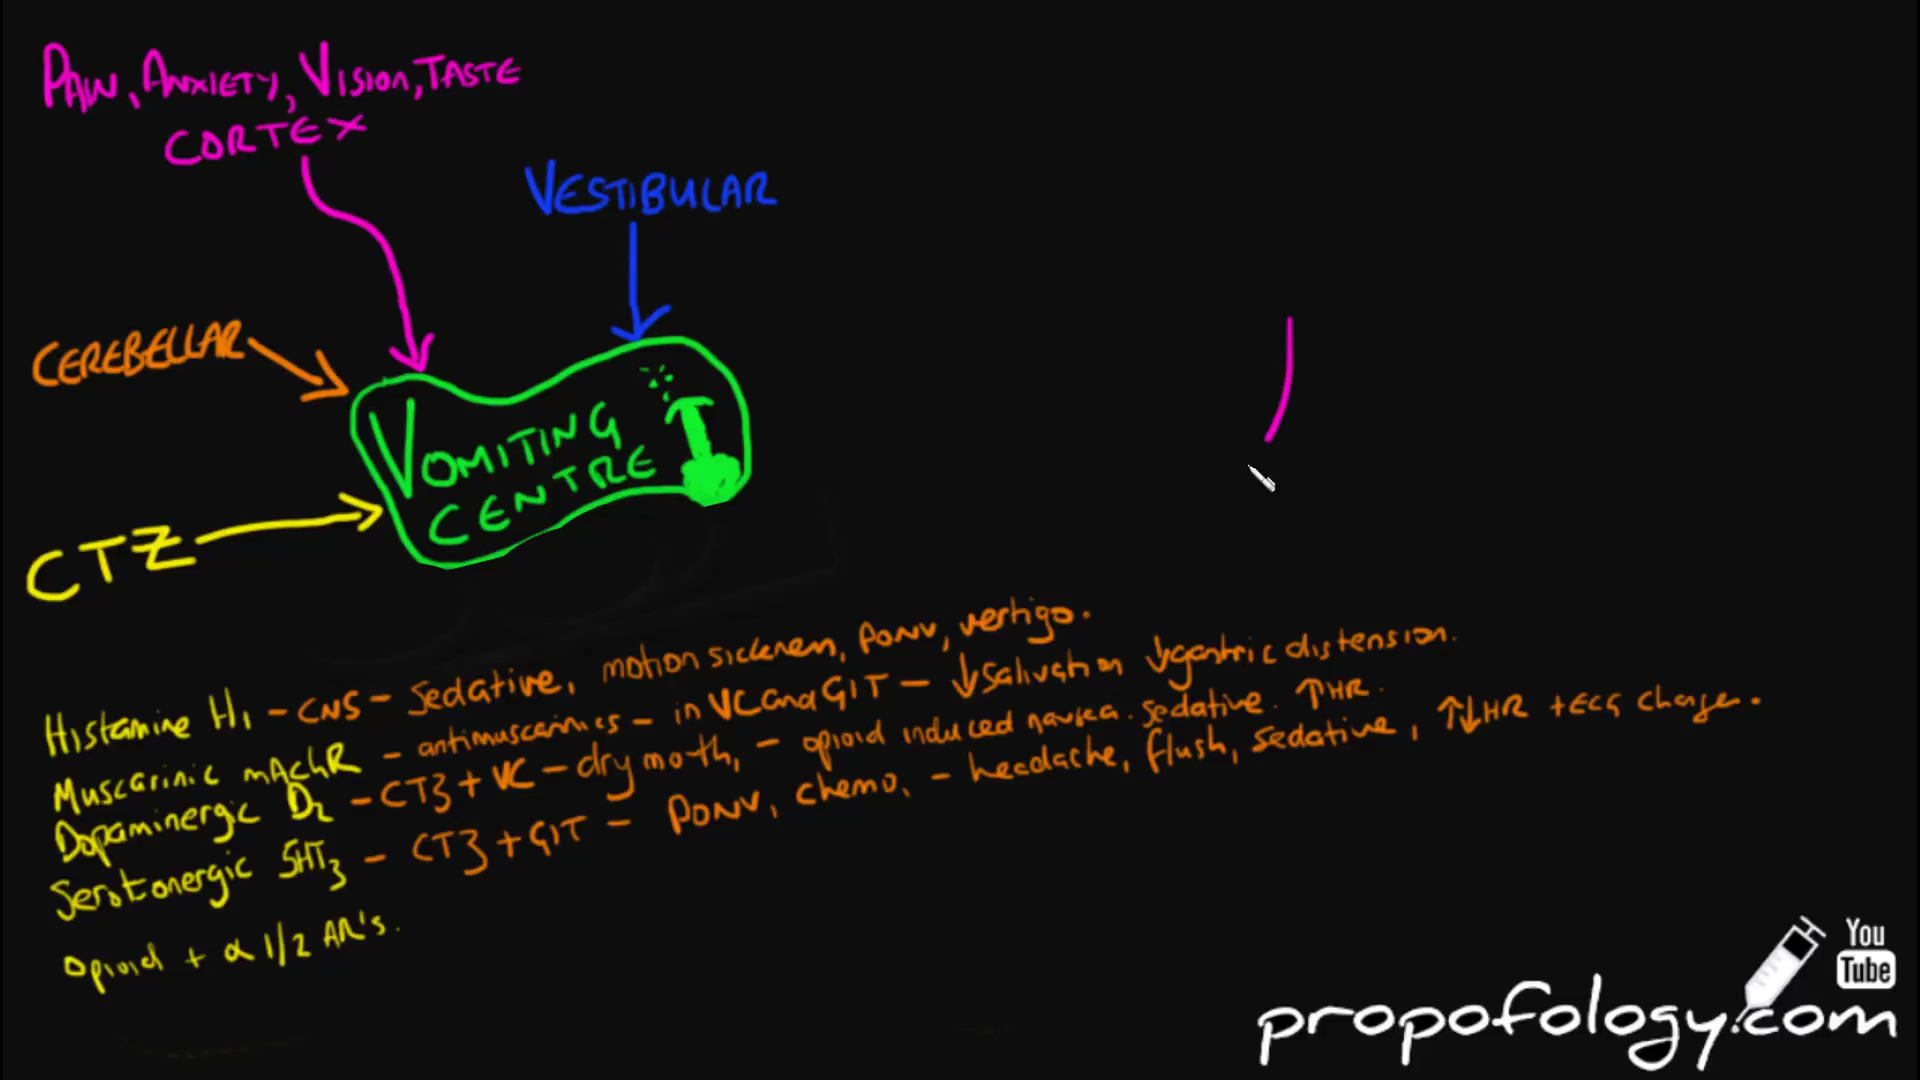 PAIN, ANXIETY, VISION, TASTE
CORTEX
VESTIBULAR
CEREBELLAR
VOMITING
CENTRE
CTZ
Histamine H1 - CNS - Sedative, motion sickness, PONV, vertigo.
Muscarinic mAchR - antimuscarinics - in VC and GIT - ↓Salivation ↓gastric distension.
Dopaminergic D2 - CTZ + VC - dry mouth, - opioid induced nausea. Sedative. ↑HR.
Serotonergic 5HT3 - CTZ + GIT - PONV, chemo, - headache, flush, sedative, ↑↓HR + ECG change.
Opioid + α 1/2 AR's.
You
Tube
propofology.com